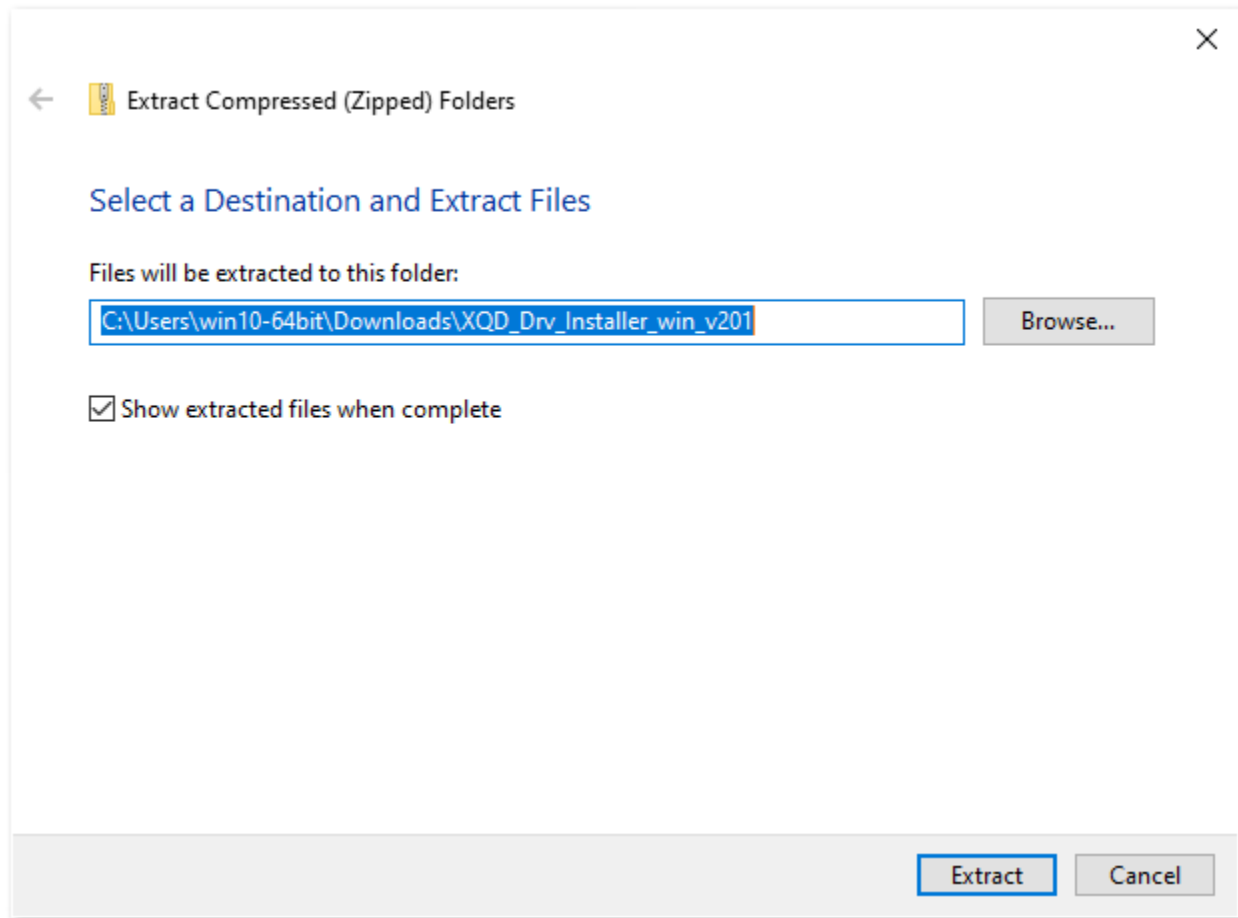 Extract Compressed (Zipped) Folders
Select a Destination and Extract Files
Files will be extracted to this folder:
C:\Users\win10-64bit\Downloads\XQD_Drv_Installer_win_v201
Browse...
Show extracted files when complete
Extract
Cancel